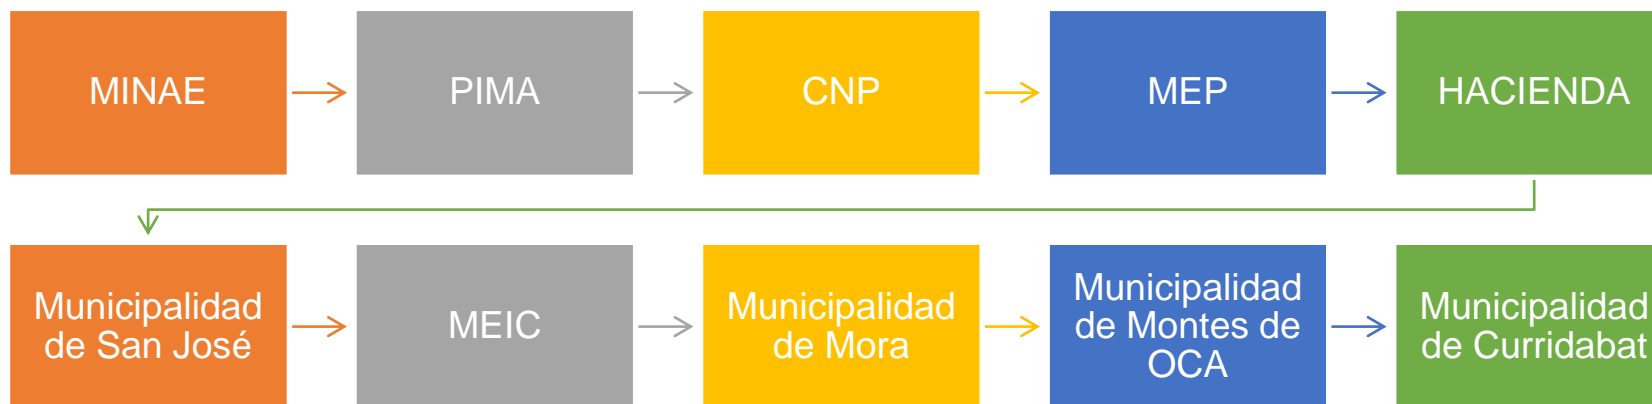 MINAE
PIMA
CNP
MEP
HACIENDA
Municipalidad
de San José
MEIC
Municipalidad
de Mora
Municipalidad
de Montes de
OCA
Municipalidad
de Curridabat